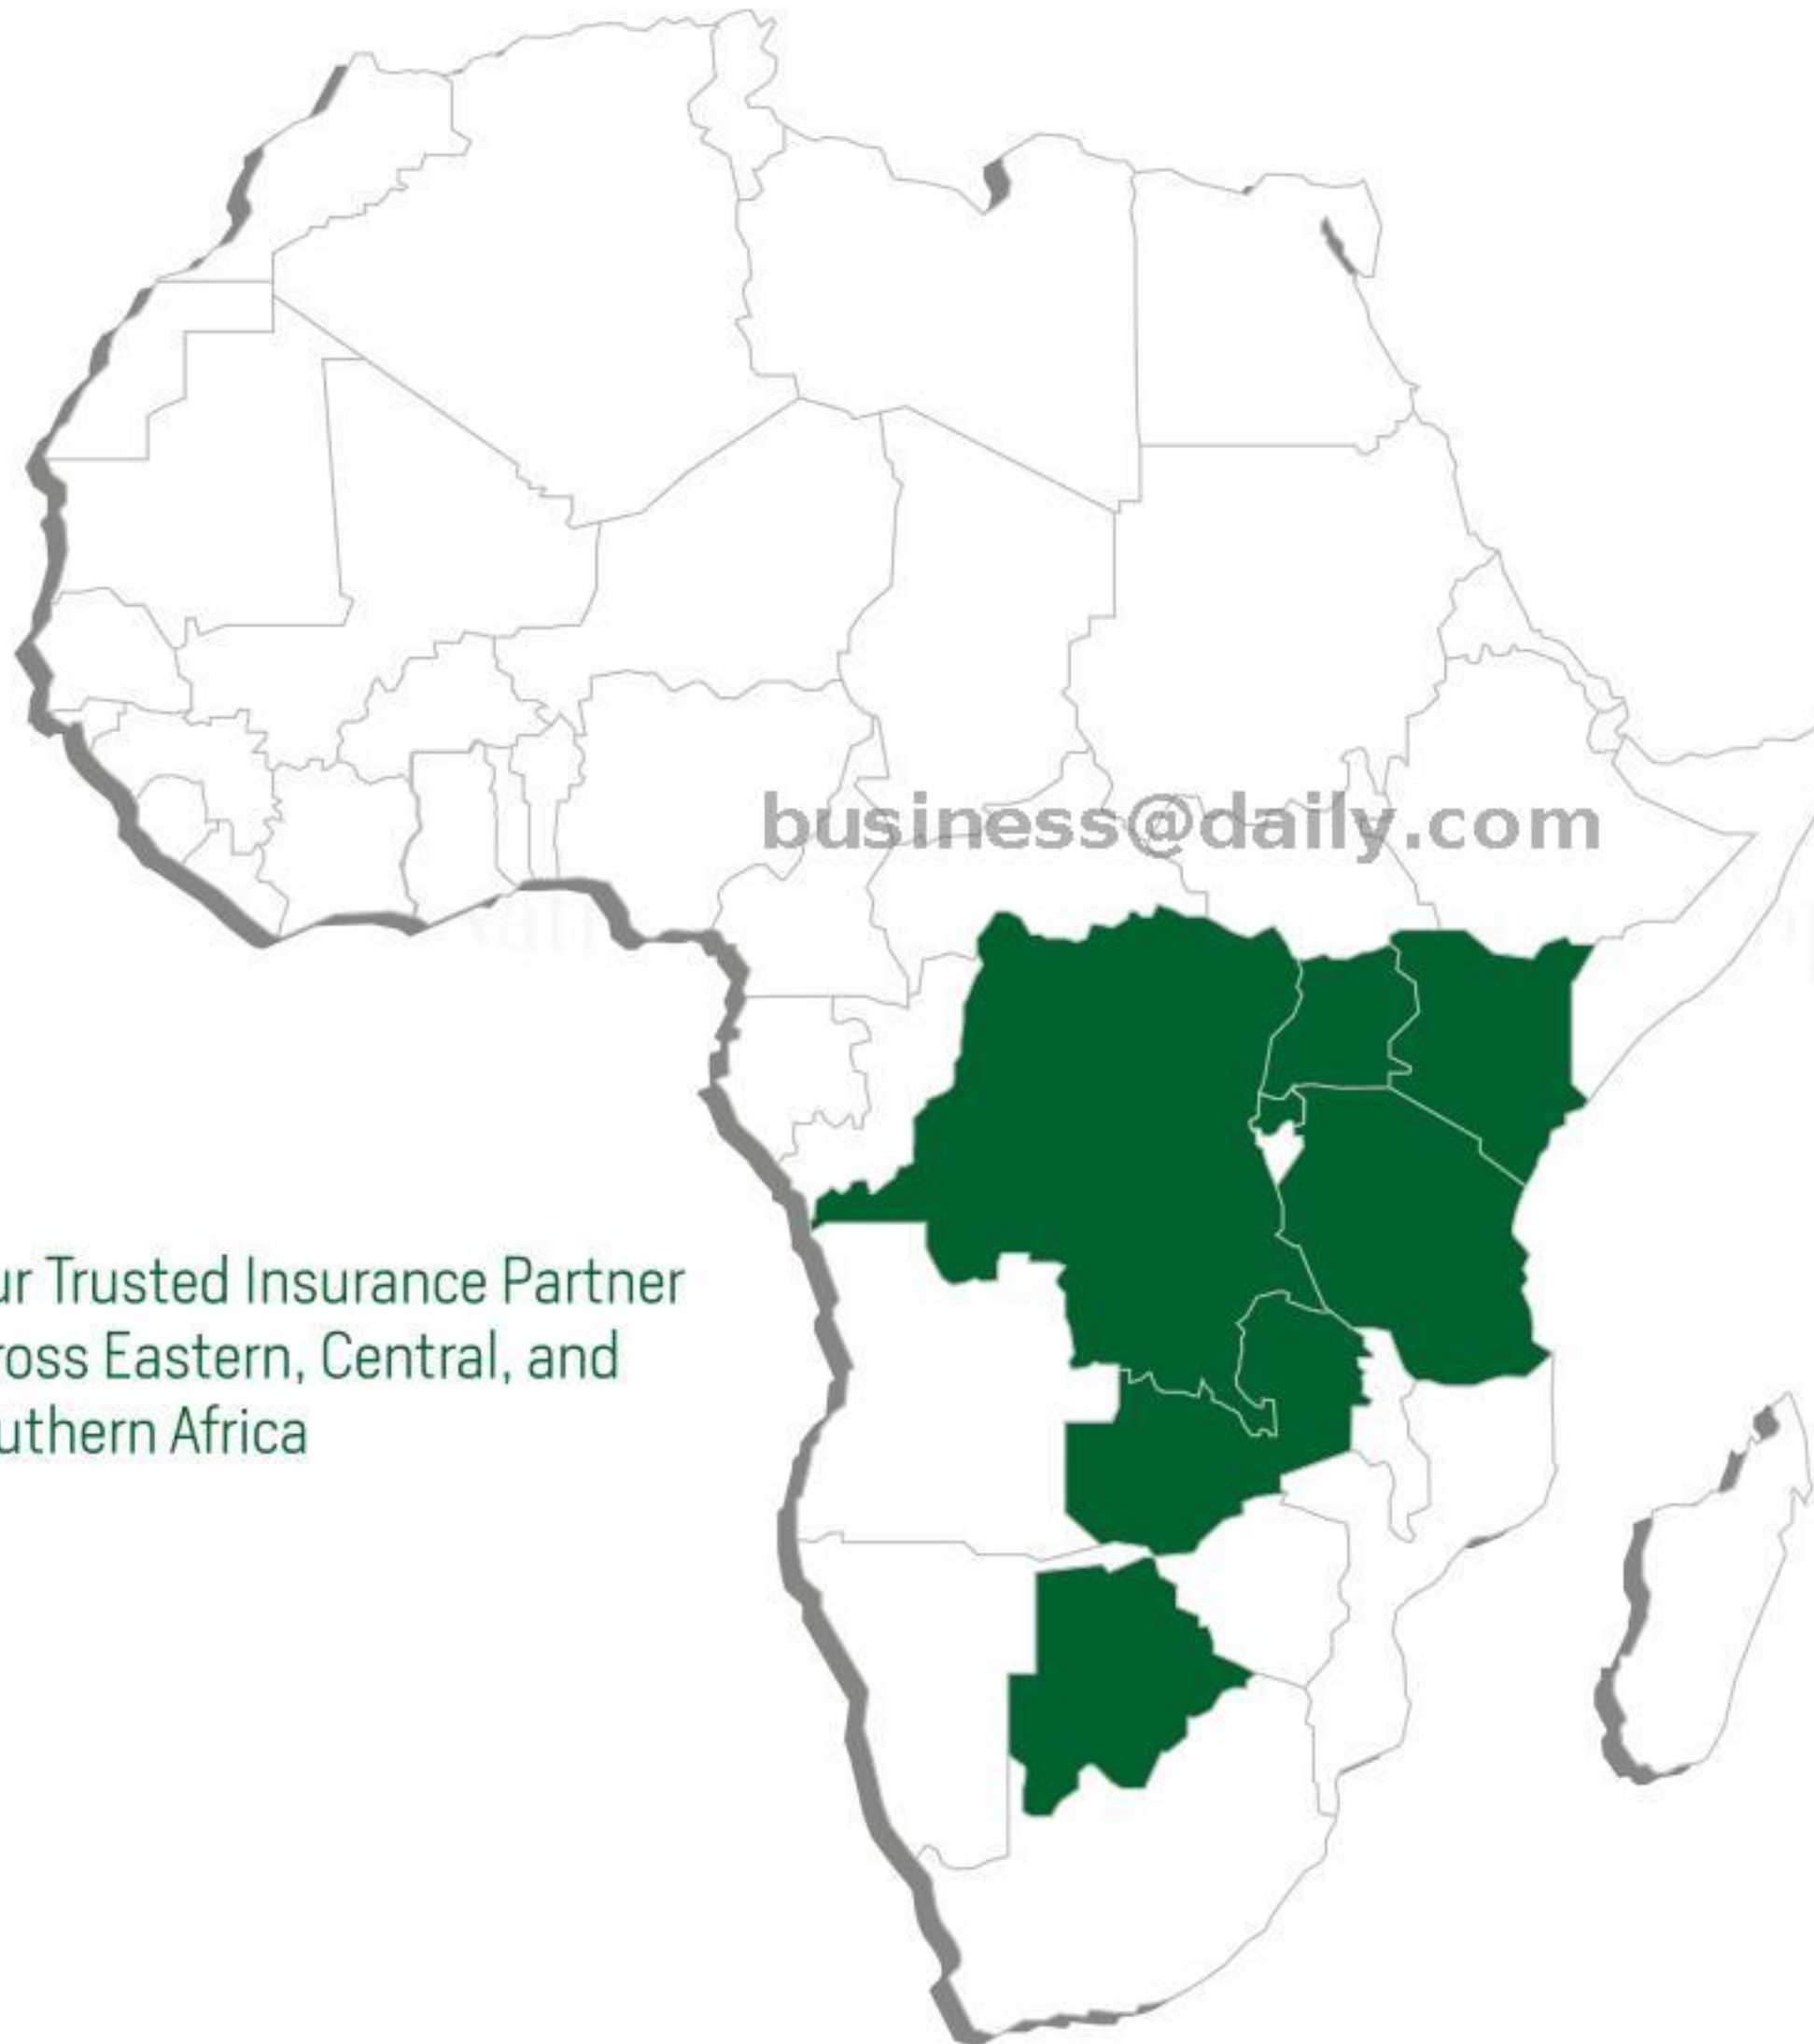 business@daily.com
ur Trusted Insurance Partner
ross Eastern, Central, and
uthern Africa